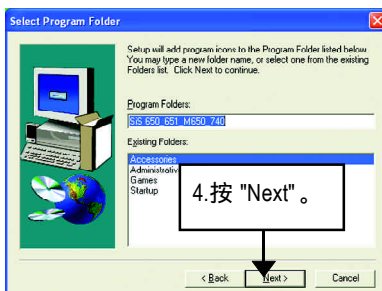 Select Program Folder
Setup will add program icons to the Program Folder listed below.
You may type a new folder name, or select one from the existing
Folders list. Click Next to continue.
Program Folders:
SiS 650_651_M650_740
Existing Folders:
Accessories
Administrativ
Games
Startup
4.按 "Next"。
< Back
Next >
Cancel